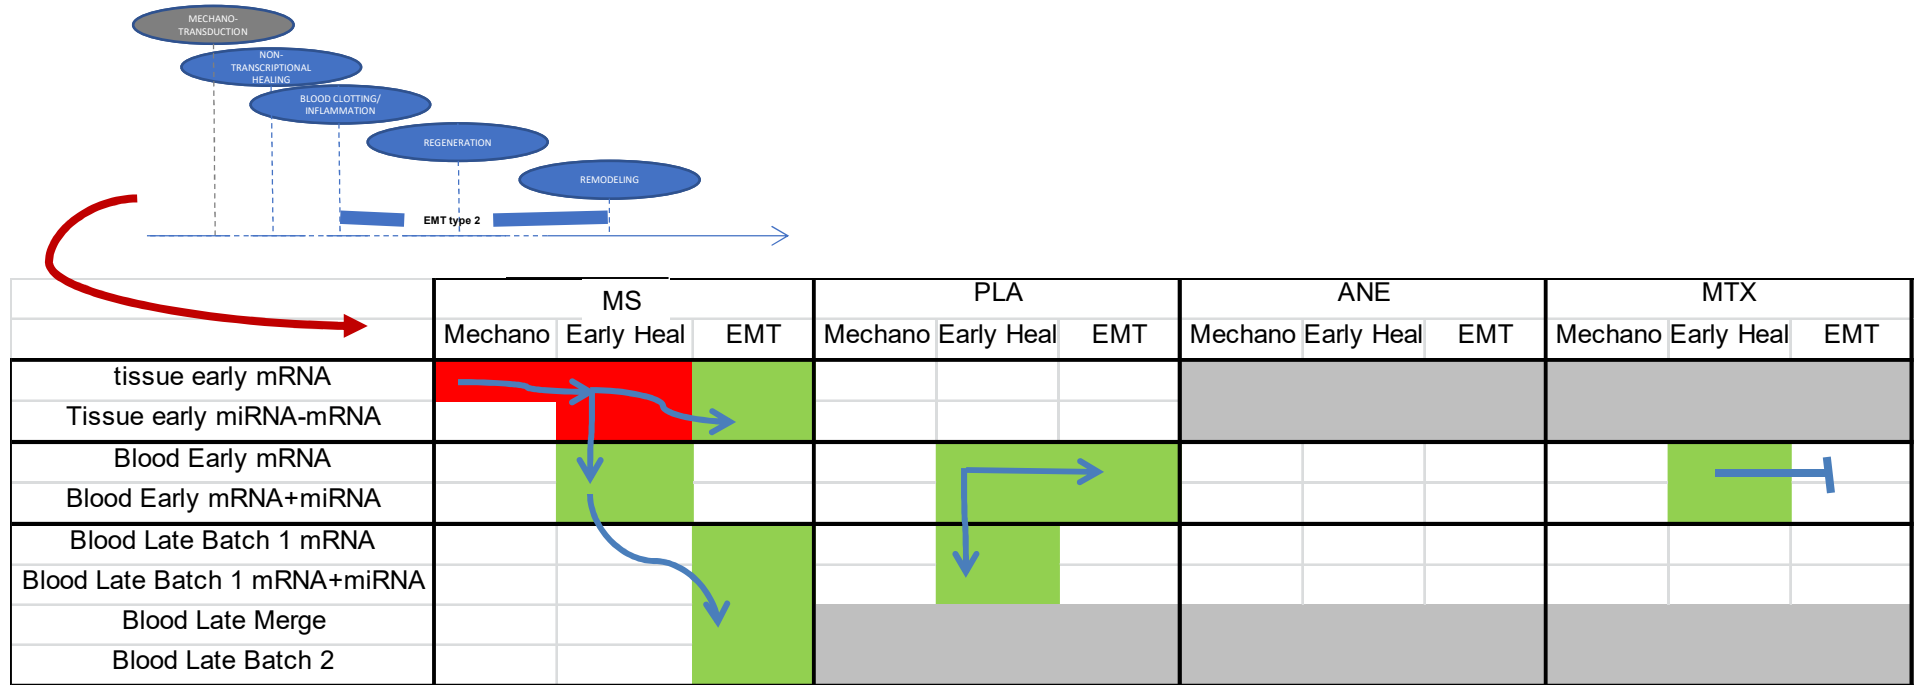 MECHANO-
TRANSDUCTION
NON-
TRANSCRIPTIONAL
HEALING
BLOOD CLOTTING/
INFLAMMATION
REGENERATION
REMODELING
EMT type 2
MS PLA ANE MTX
Mechano Early Heal EMT Mechano Early Heal EMT Mechano Early Heal EMT Mechano Early Heal EMT
tissue early mRNA
Tissue early miRNA-mRNA
Blood Early mRNA
Blood Early mRNA+miRNA
Blood Late Batch 1 mRNA
Blood Late Batch 1 mRNA+miRNA
Blood Late Merge
Blood Late Batch 2